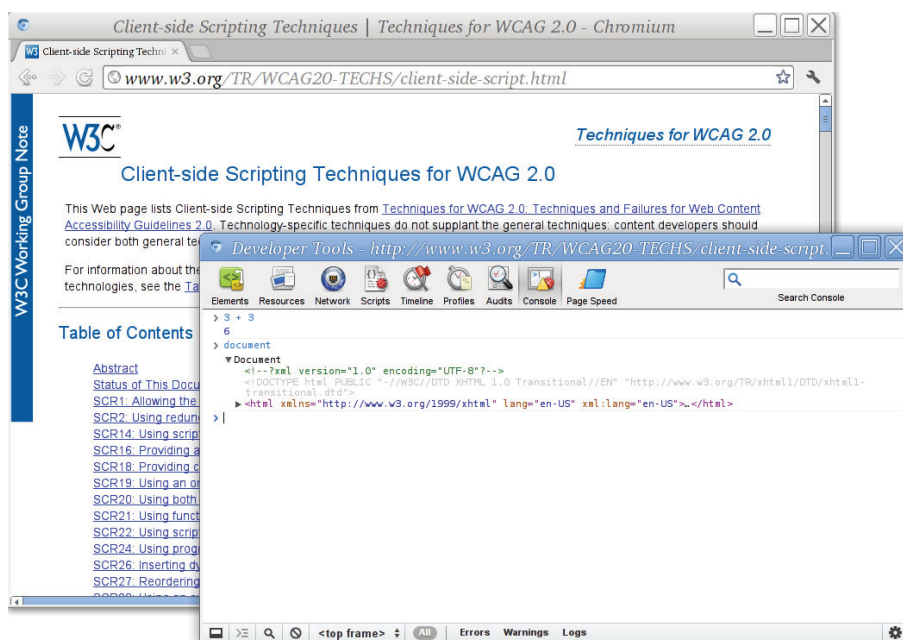 Client-side Scripting Techniques | Techniques for WCAG 2.0 - Chromium
W3 Client-side Scripting Techni ×
www.w3.org/TR/WCAG20-TECHS/client-side-script.html
W3C Working Group Note
W3C®
Techniques for WCAG 2.0
Client-side Scripting Techniques for WCAG 2.0
This Web page lists Client-side Scripting Techniques from Techniques for WCAG 2.0: Techniques and Failures for Web Content
Accessibility Guidelines 2.0. Technology-specific techniques do not supplant the general techniques: content developers should
consider both general te
For information about the
technologies, see the Ta
Table of Contents
Abstract
Status of This Docu
SCR1: Allowing the
SCR2: Using redun
SCR14: Using scrip
SCR16: Providing a
SCR18: Providing c
SCR19: Using an o
SCR20: Using both
SCR21: Using funct
SCR22: Using scrip
SCR24: Using prog
SCR26: Inserting dy
SCR27: Reordering
Developer Tools - http://www.w3.org/TR/WCAG20-TECHS/client-side-script.
Elements Resources Network Scripts Timeline Profiles Audits Console Page Speed
Search Console
> 3 + 3
6
> document
▼Document
<!--?xml version="1.0" encoding="UTF-8"?-->
<!DOCTYPE html PUBLIC "-//W3C//DTD XHTML 1.0 Transitional//EN" "http://www.w3.org/TR/xhtml1/DTD/xhtml1-
transitional.dtd">
▶<html xmlns="http://www.w3.org/1999/xhtml" lang="en-US" xml:lang="en-US">…</html>
>
<top frame> All Errors Warnings Logs